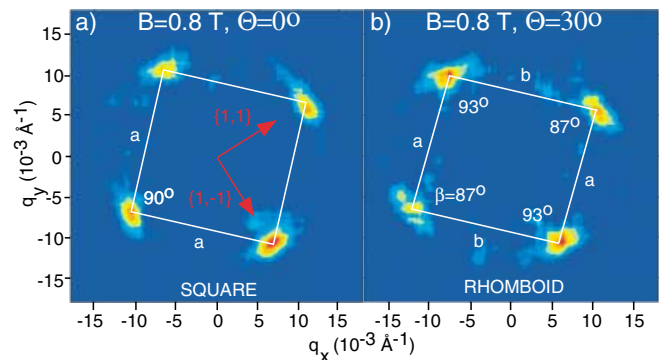 a) B=0.8 T, Θ=0º
b) B=0.8 T, Θ=30º
15
10
5
0
-5
-10
-15
q_y (10⁻³ Å⁻¹)
{1,1}
{1,-1}
a
90º
a
SQUARE
b
93º
87º
a
a
β=87º
93º
b
RHOMBOID
-15 -10 -5 0 5 10 15
-15 -10 -5 0 5 10 15
q_x (10⁻³ Å⁻¹)